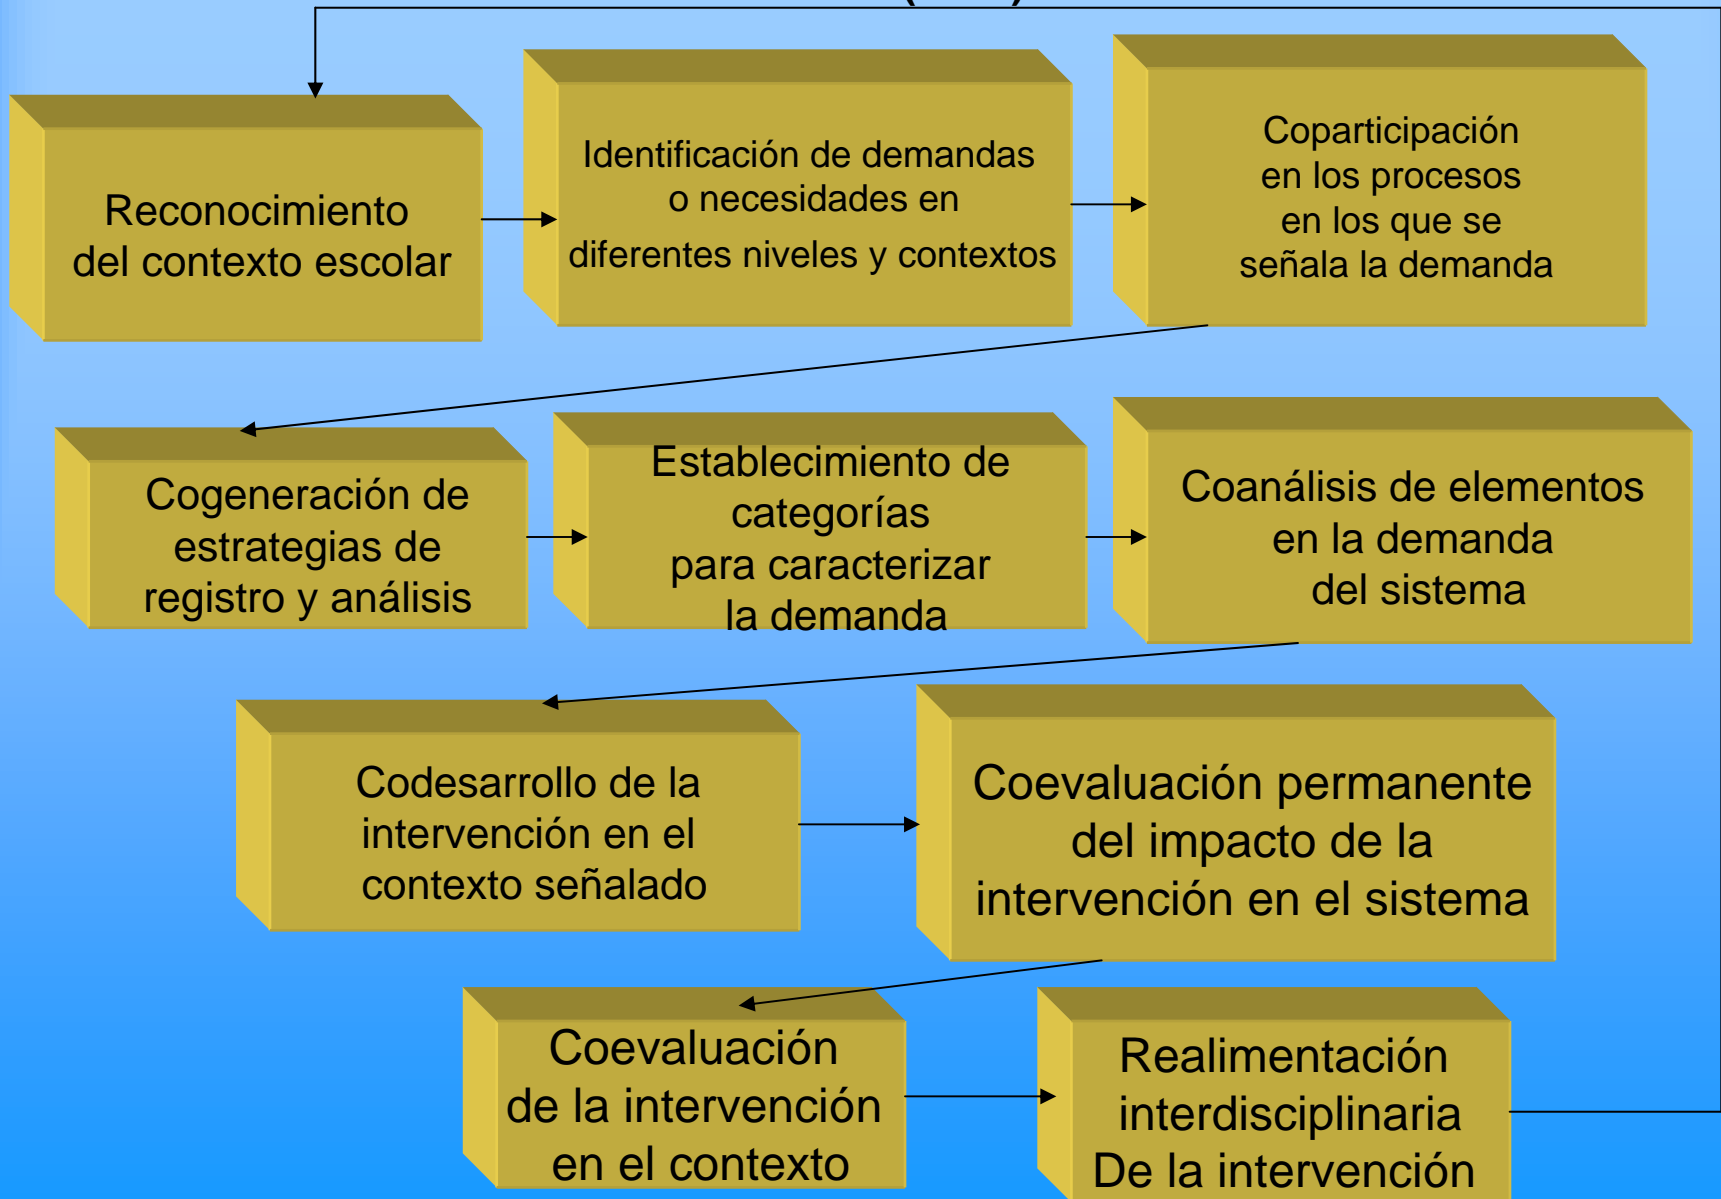 Reconocimiento
del contexto escolar
Identificación de demandas
o necesidades en
diferentes niveles y contextos
Coparticipación
en los procesos
en los que se
señala la demanda
Cogeneración de
estrategias de
registro y análisis
Establecimiento de
categorías
para caracterizar
la demanda
Coanálisis de elementos
en la demanda
del sistema
Codesarrollo de la
intervención en el
contexto señalado
Coevaluación permanente
del impacto de la
intervención en el sistema
Coevaluación
de la intervención
en el contexto
Realimentación
interdisciplinaria
De la intervención